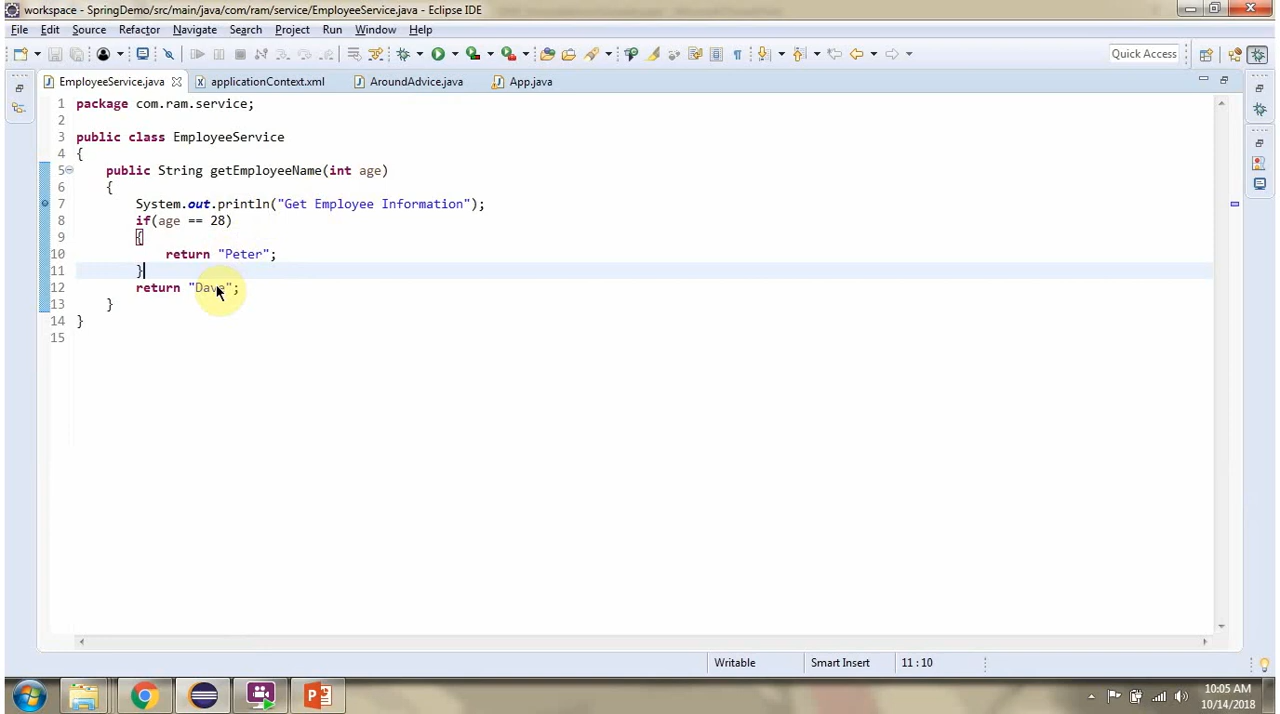 workspace - SpringDemo/src/main/java/com/ram/service/EmployeeService.java - Eclipse IDE
File Edit Source Refactor Navigate Search Project Run Window Help
Quick Access
EmployeeService.java applicationContext.xml AroundAdvice.java App.java
1 package com.ram.service;
2
3 public class EmployeeService
4 {
5 public String getEmployeeName(int age)
6 {
7 System.out.println("Get Employee Information");
8 if(age == 28)
9 {
10 return "Peter";
11 }
12 return "Dave";
13 }
14 }
15
Writable Smart Insert 11 : 10
10:05 AM
10/14/2018